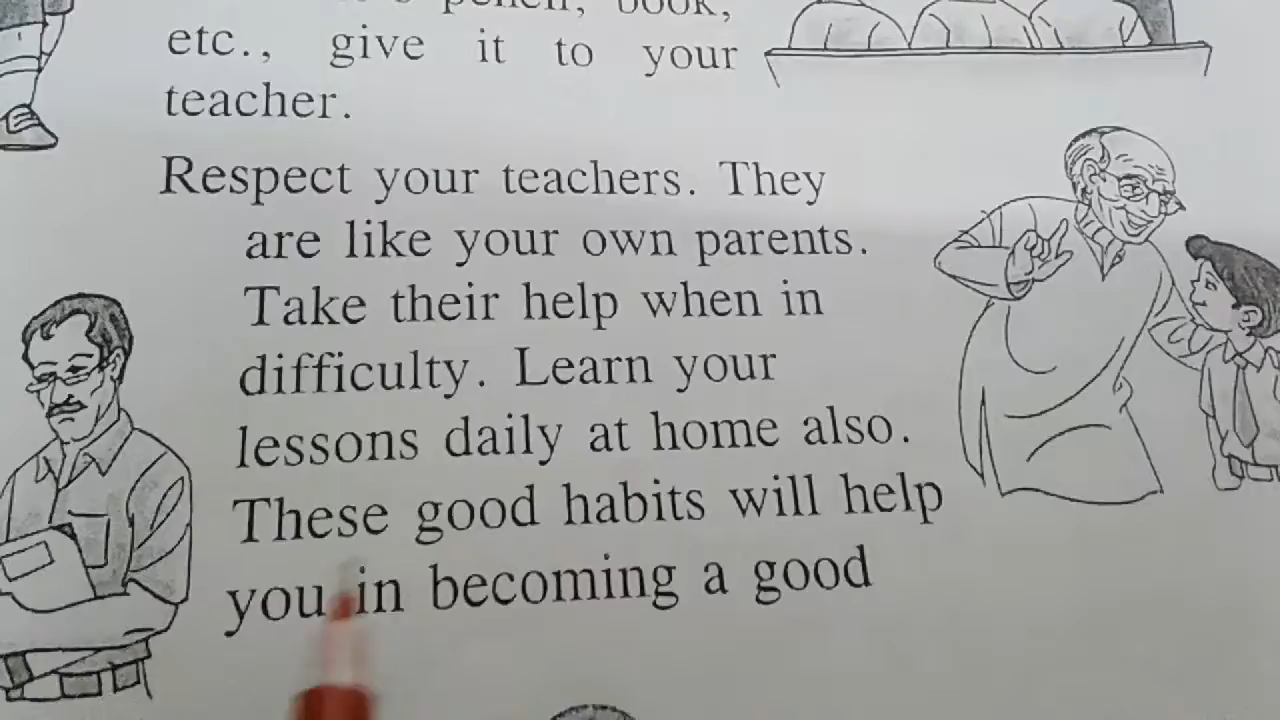 book,
etc., give it to your
teacher.
Respect your teachers. They
are like your own parents.
Take their help when in
difficulty. Learn your
lessons daily at home also.
These good habits will help
you in becoming a good